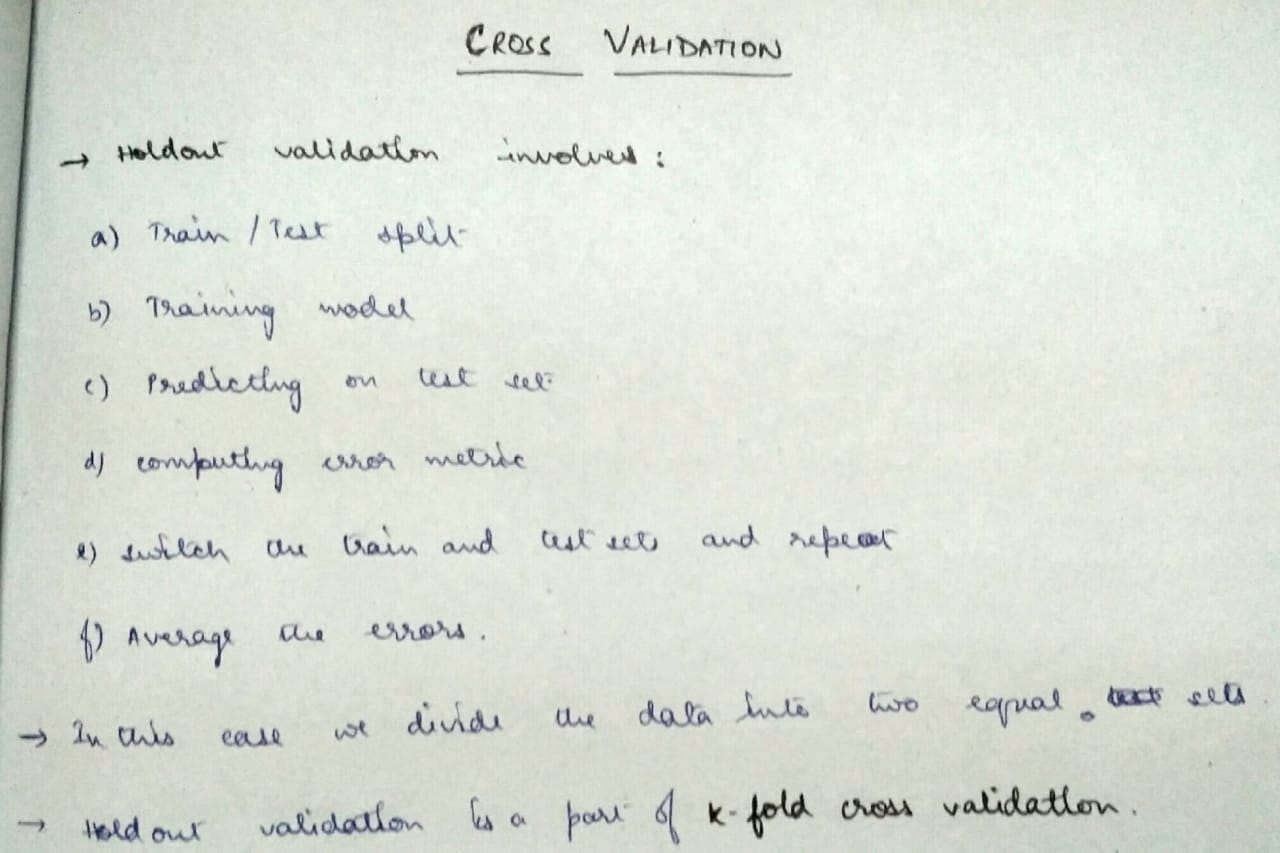 CROSS VALIDATION
→ Holdout validation involves :
a) Train / Test split
b) Training model
c) Predicting on test set
d) computing error metric
e) switch the train and test sets and repeat
f) Average the errors.
→ In this case we divide the data into two equal sets.
→ Holdout validation is a part of K-fold cross validation.